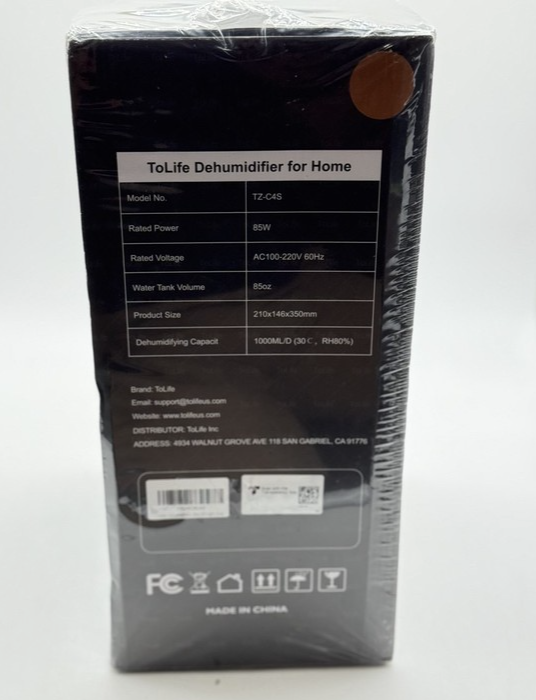 ToLife Dehumidifier for Home
Model No. TZ-C4S
Rated Power 85W
Rated Voltage AC100-220V 60Hz
Water Tank Volume 85oz
Product Size 210x146x350mm
Dehumidifying Capacit 1000ML/D (30℃, RH80%)
Brand: ToLife
Email: support@tolifeus.com
Website: www.tolifeus.com
DISTRIBUTOR: ToLife Inc
ADDRESS: 4934 WALNUT GROVE AVE 118 SAN GABRIEL, CA 91776
FC
MADE IN CHINA